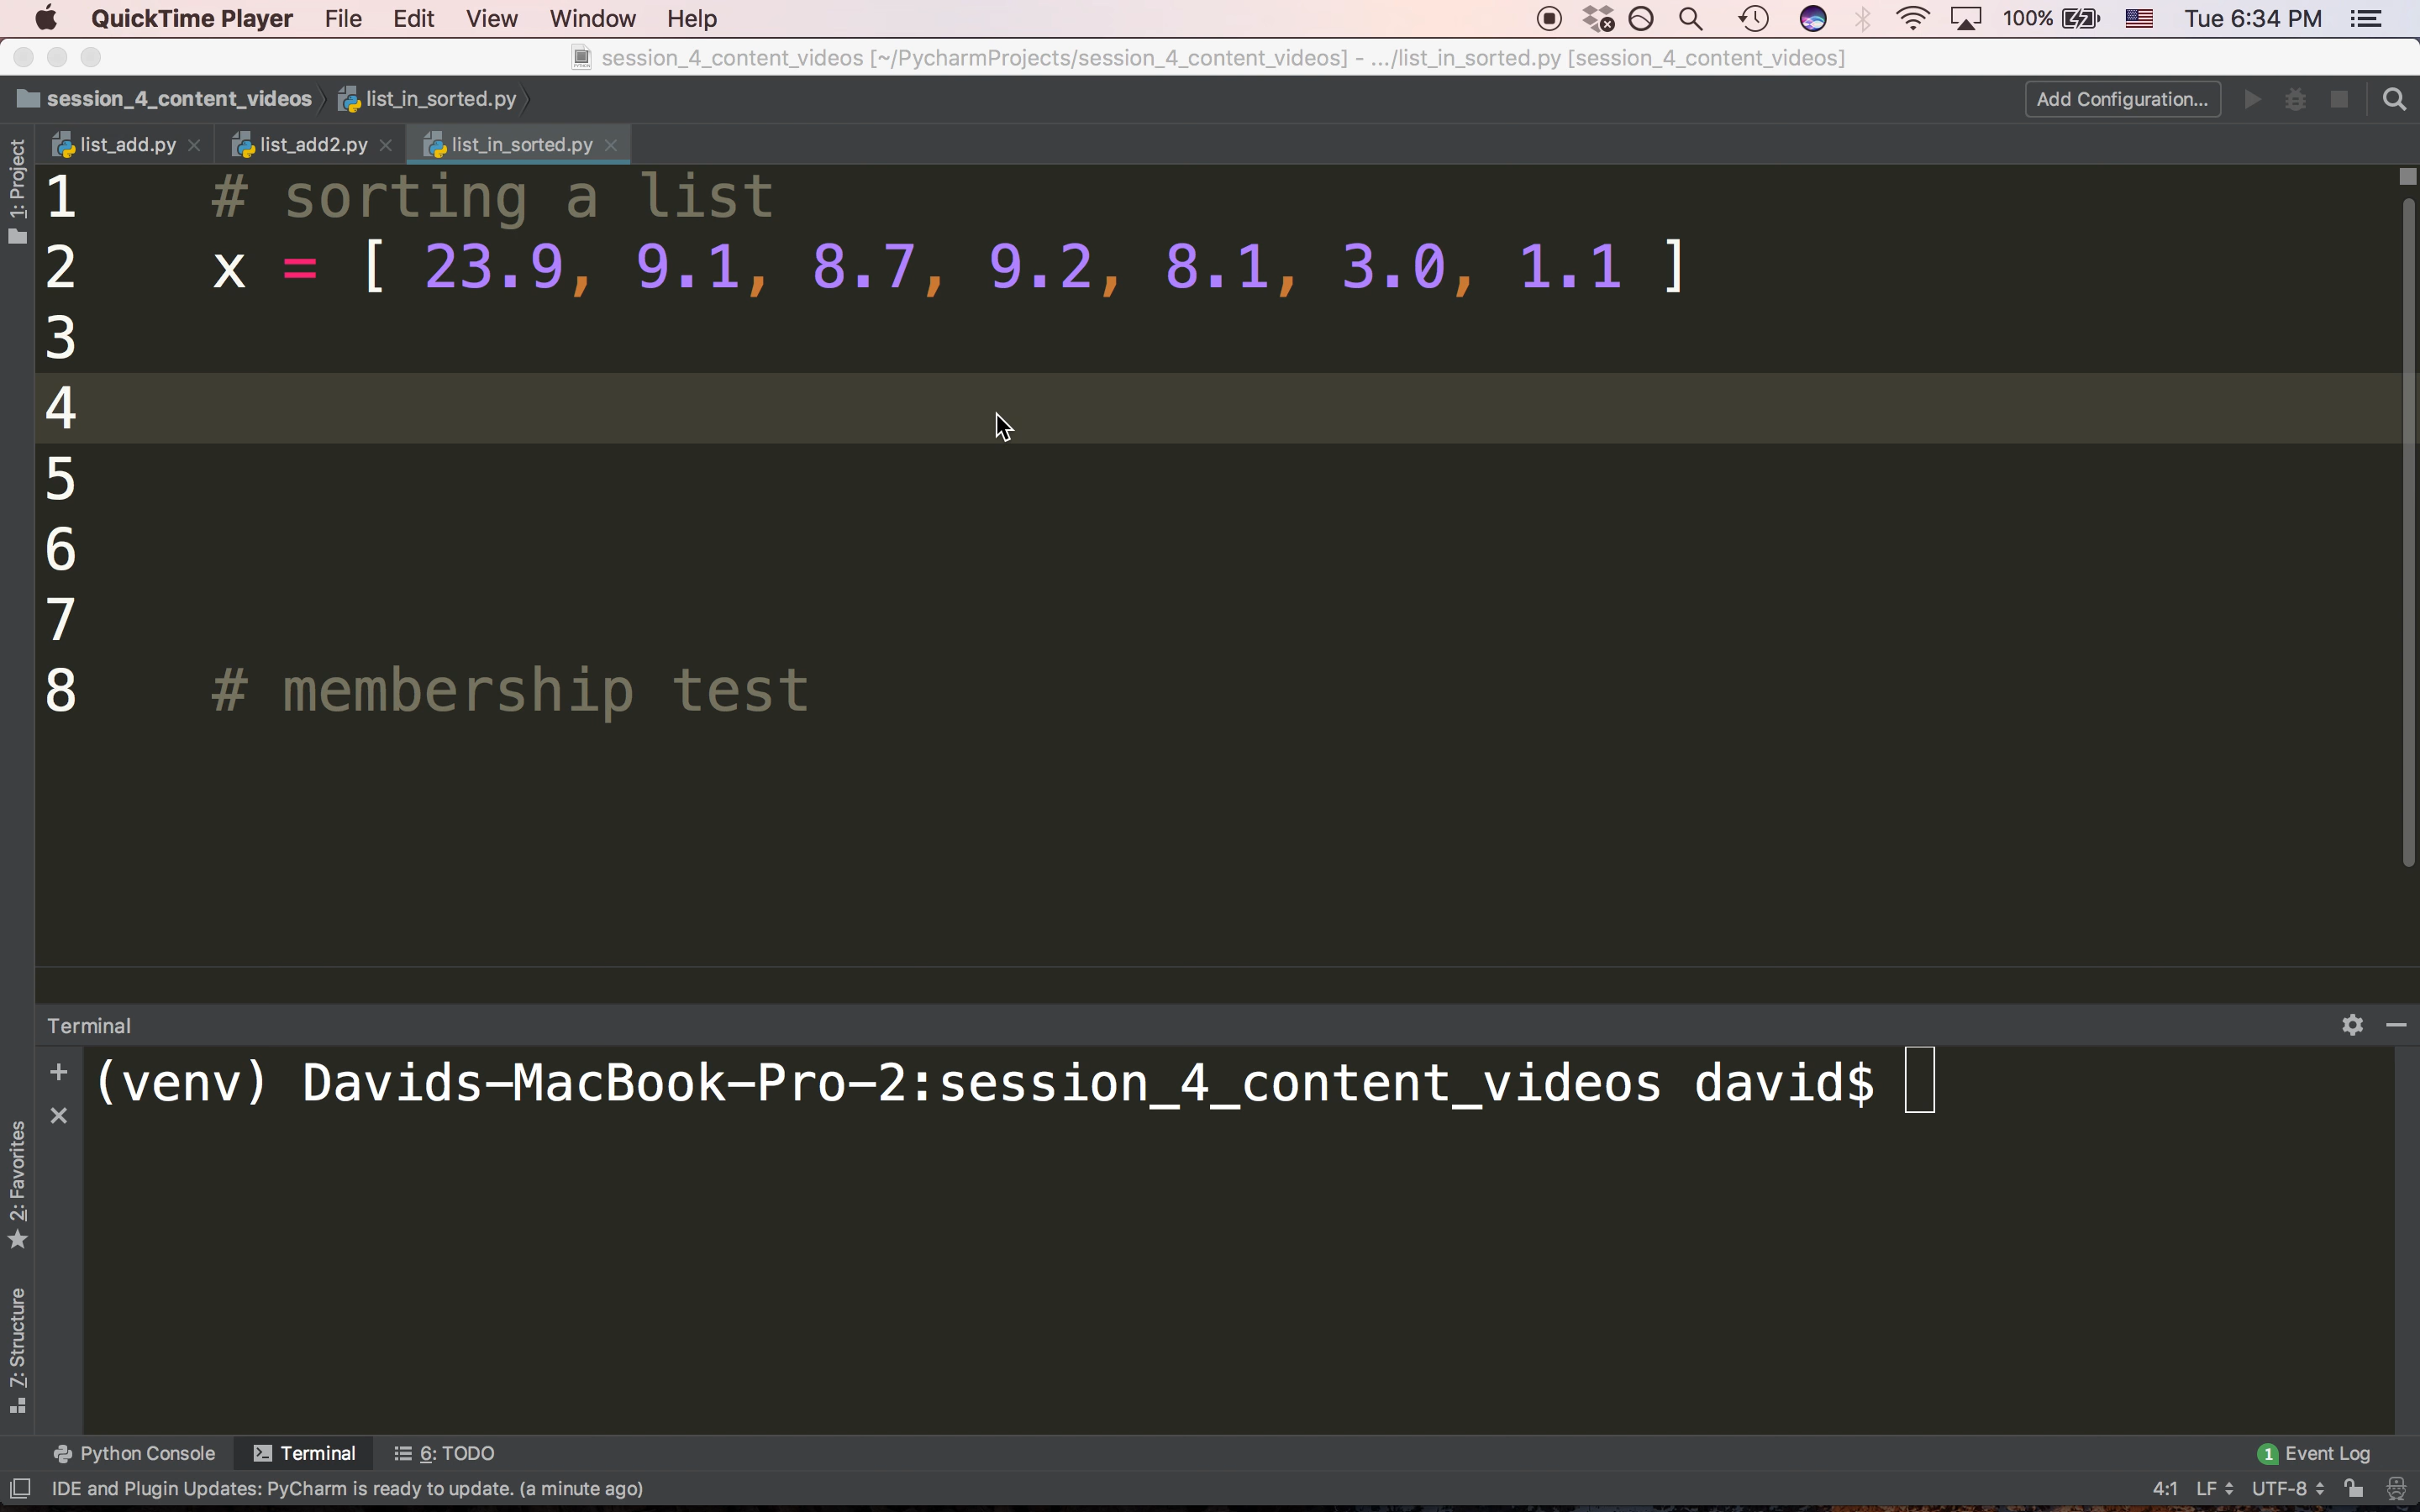 QuickTime Player File Edit View Window Help 100% Tue 6:34 PM
session_4_content_videos [~/PycharmProjects/session_4_content_videos] - .../list_in_sorted.py [session_4_content_videos]
session_4_content_videos list_in_sorted.py Add Configuration...
list_add.py list_add2.py list_in_sorted.py
1: Project
1 # sorting a list
2 x = [ 23.9, 9.1, 8.7, 9.2, 8.1, 3.0, 1.1 ]
3
4
5
6
7
8 # membership test
Terminal
(venv) Davids-MacBook-Pro-2:session_4_content_videos david$
2: Favorites
7: Structure
Python Console Terminal 6: TODO 1 Event Log
IDE and Plugin Updates: PyCharm is ready to update. (a minute ago) 4:1 LF UTF-8